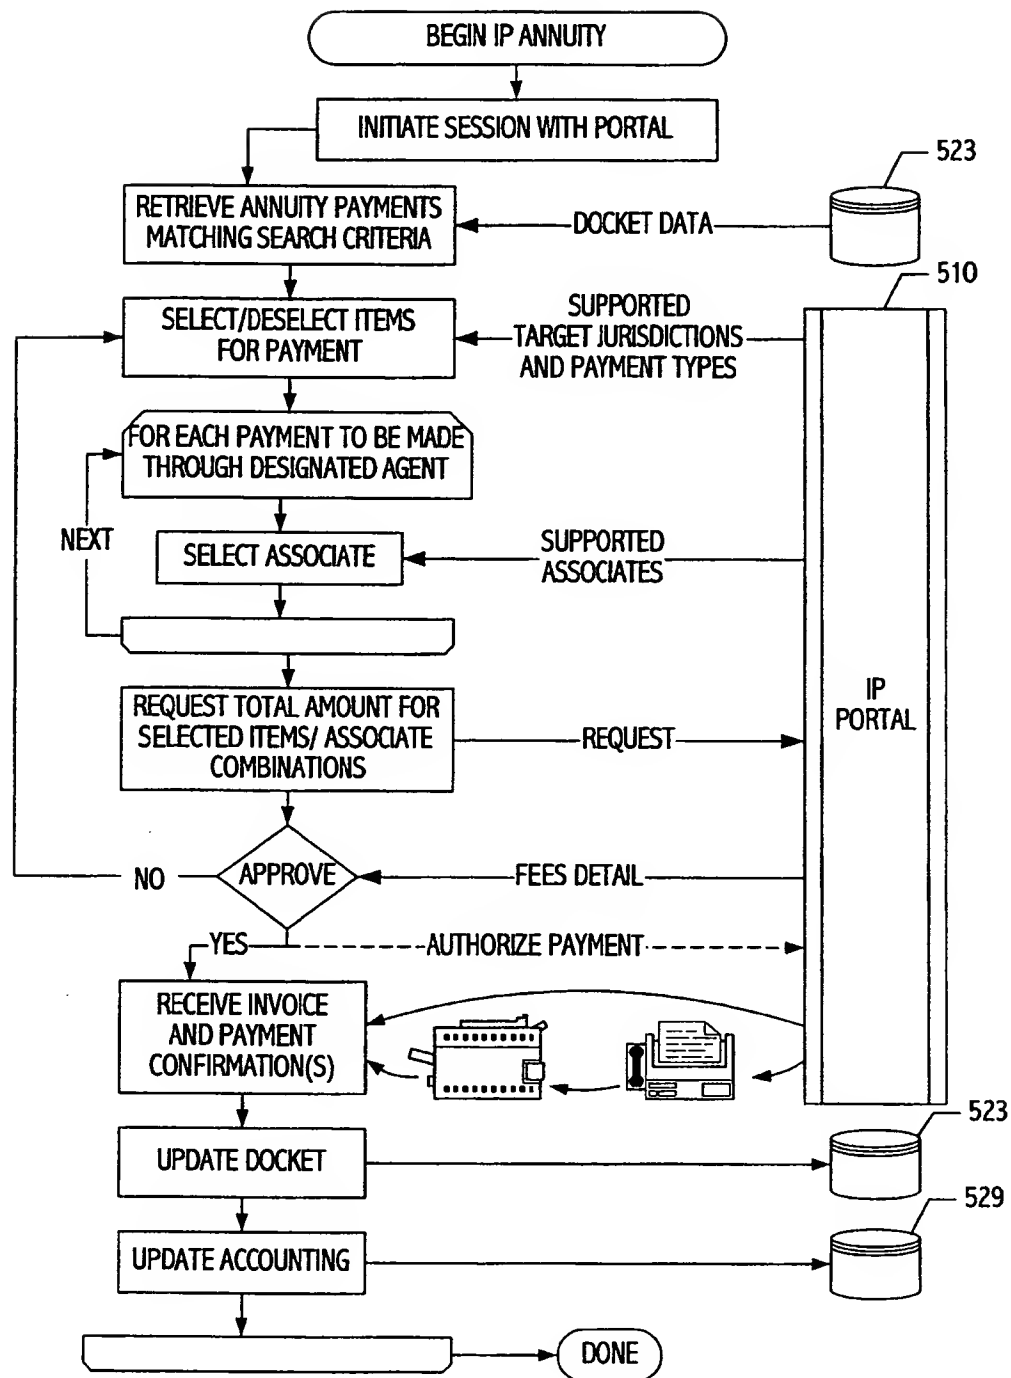 BEGIN IP ANNUITY
INITIATE SESSION WITH PORTAL
523
RETRIEVE ANNUITY PAYMENTS
MATCHING SEARCH CRITERIA
DOCKET DATA
510
SELECT/DESELECT ITEMS
FOR PAYMENT
SUPPORTED
TARGET JURISDICTIONS
AND PAYMENT TYPES
FOR EACH PAYMENT TO BE MADE
THROUGH DESIGNATED AGENT
NEXT
SELECT ASSOCIATE
SUPPORTED
ASSOCIATES
IP
PORTAL
REQUEST TOTAL AMOUNT FOR
SELECTED ITEMS/ ASSOCIATE
COMBINATIONS
REQUEST
NO
APPROVE
FEES DETAIL
YES
AUTHORIZE PAYMENT
RECEIVE INVOICE
AND PAYMENT
CONFIRMATION(S)
523
UPDATE DOCKET
529
UPDATE ACCOUNTING
DONE